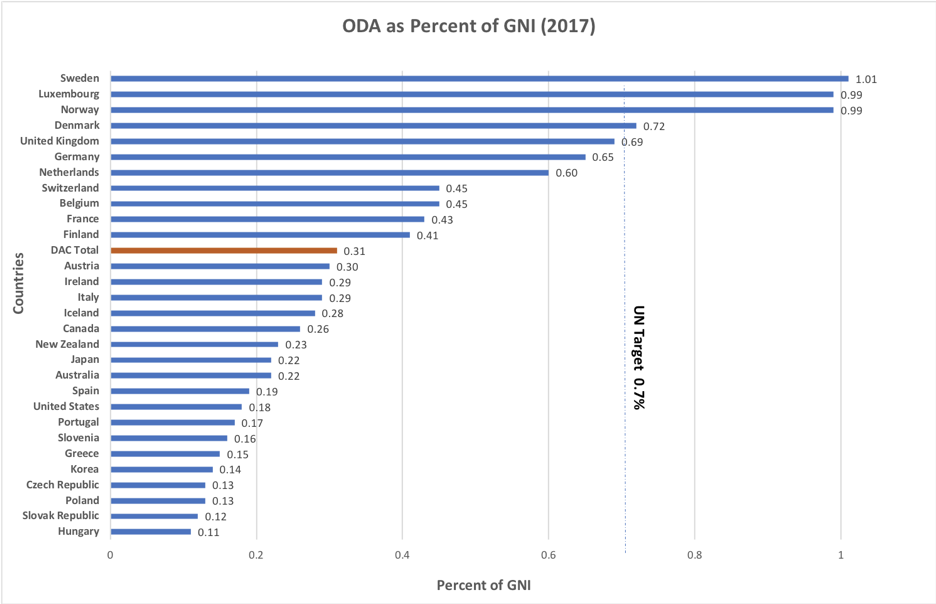 ODA as Percent of GNI (2017)
Sweden 1.01
Luxembourg 0.99
Norway 0.99
Denmark 0.72
United Kingdom 0.69
Germany 0.65
Netherlands 0.60
Switzerland 0.45
Belgium 0.45
France 0.43
Finland 0.41
DAC Total 0.31
Austria 0.30
Ireland 0.29
Italy 0.29
Iceland 0.28
Canada 0.26
New Zealand 0.23
Japan 0.22
Australia 0.22
Spain 0.19
United States 0.18
Portugal 0.17
Slovenia 0.16
Greece 0.15
Korea 0.14
Czech Republic 0.13
Poland 0.13
Slovak Republic 0.12
Hungary 0.11
Countries
UN Target 0.7%
0 0.2 0.4 0.6 0.8 1
Percent of GNI